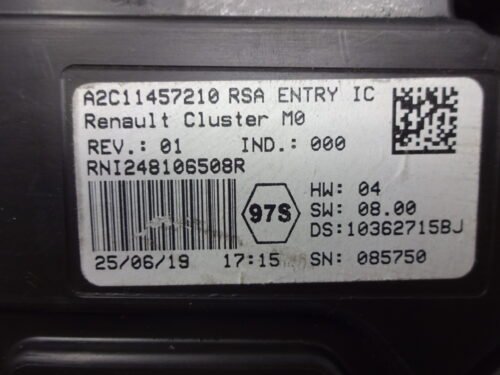 A2C11457210 RSA ENTRY IC
Renault Cluster M0
REV.: 01 IND.: 000
RNI248106508R
97S
HW: 04
SW: 08.00
DS:10362715BJ
25/06/19 17:15 SN: 085750